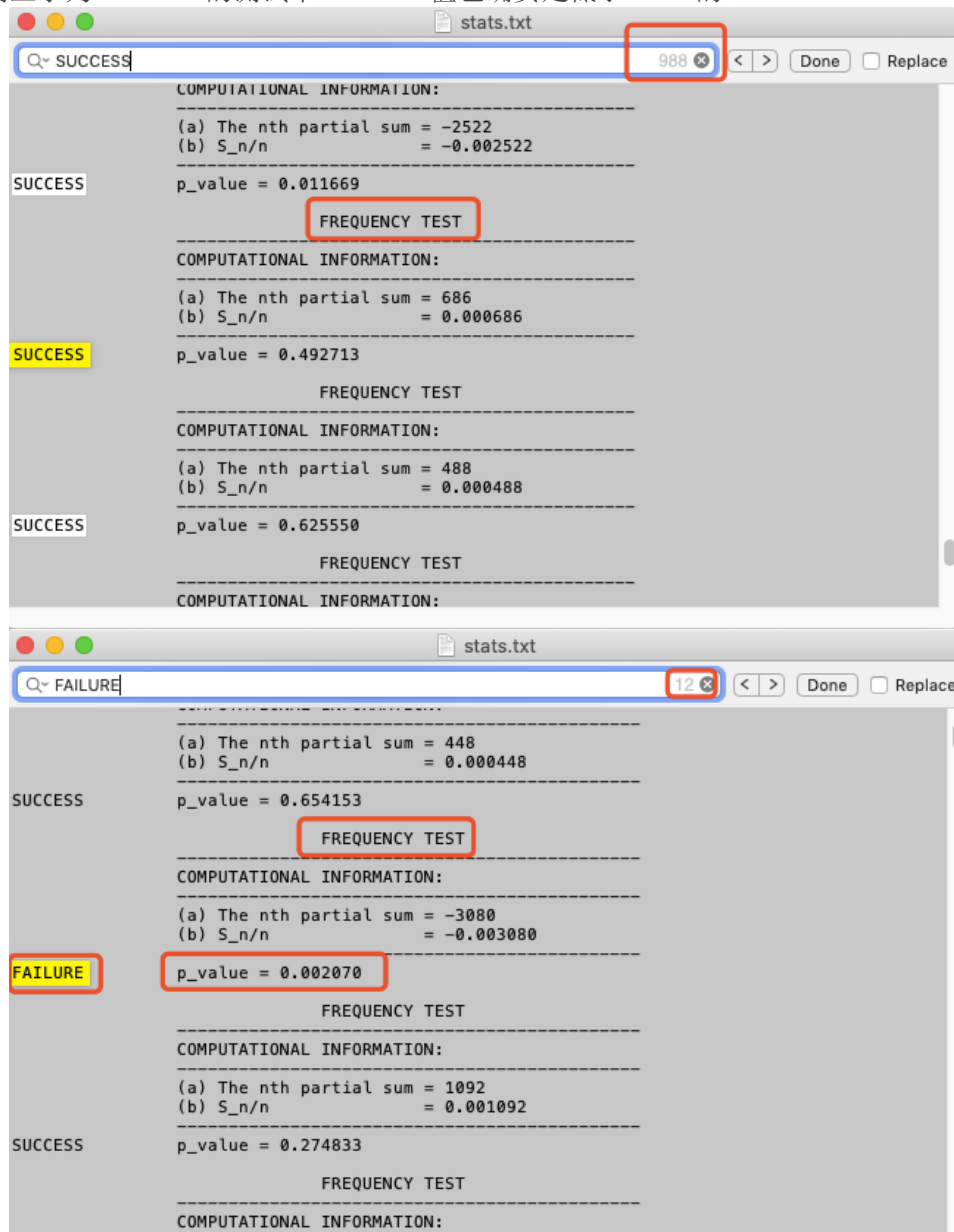 stats.txt
SUCCESS 988 < > Done Replace
COMPUTATIONAL INFORMATION:
(a) The nth partial sum = -2522
(b) S_n/n = -0.002522
SUCCESS p_value = 0.011669
FREQUENCY TEST
COMPUTATIONAL INFORMATION:
(a) The nth partial sum = 686
(b) S_n/n = 0.000686
SUCCESS p_value = 0.492713
FREQUENCY TEST
COMPUTATIONAL INFORMATION:
(a) The nth partial sum = 488
(b) S_n/n = 0.000488
SUCCESS p_value = 0.625550
FREQUENCY TEST
COMPUTATIONAL INFORMATION:
stats.txt
FAILURE 12 < > Done Replace
(a) The nth partial sum = 448
(b) S_n/n = 0.000448
SUCCESS p_value = 0.654153
FREQUENCY TEST
COMPUTATIONAL INFORMATION:
(a) The nth partial sum = -3080
(b) S_n/n = -0.003080
FAILURE p_value = 0.002070
FREQUENCY TEST
COMPUTATIONAL INFORMATION:
(a) The nth partial sum = 1092
(b) S_n/n = 0.001092
SUCCESS p_value = 0.274833
FREQUENCY TEST
COMPUTATIONAL INFORMATION: